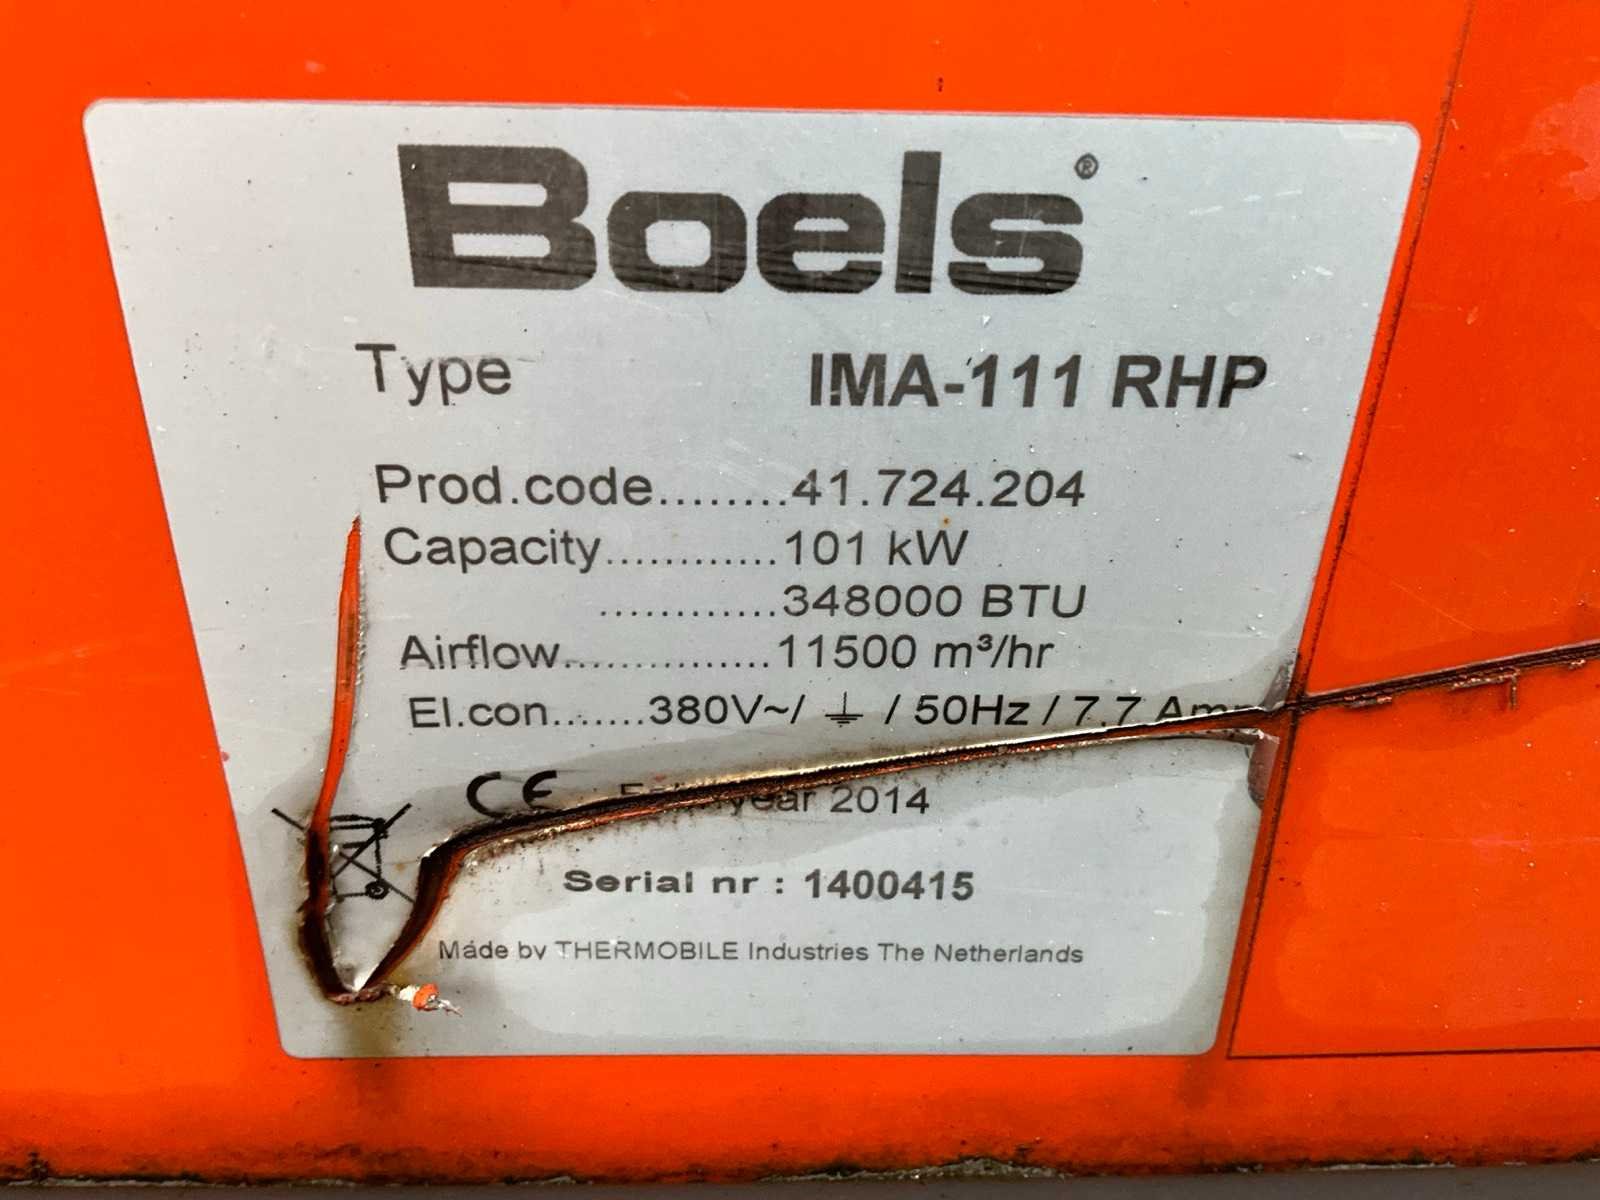 Boels®
Type IMA-111 RHP
Prod.code........41.724.204
Capacity............101 kW
............348000 BTU
Airflow...............11500 m³/hr
El.con.......380V~/ ⏚ / 50Hz / 7.7
CE year 2014
Serial nr : 1400415
Made by THERMOBILE Industries The Netherlands